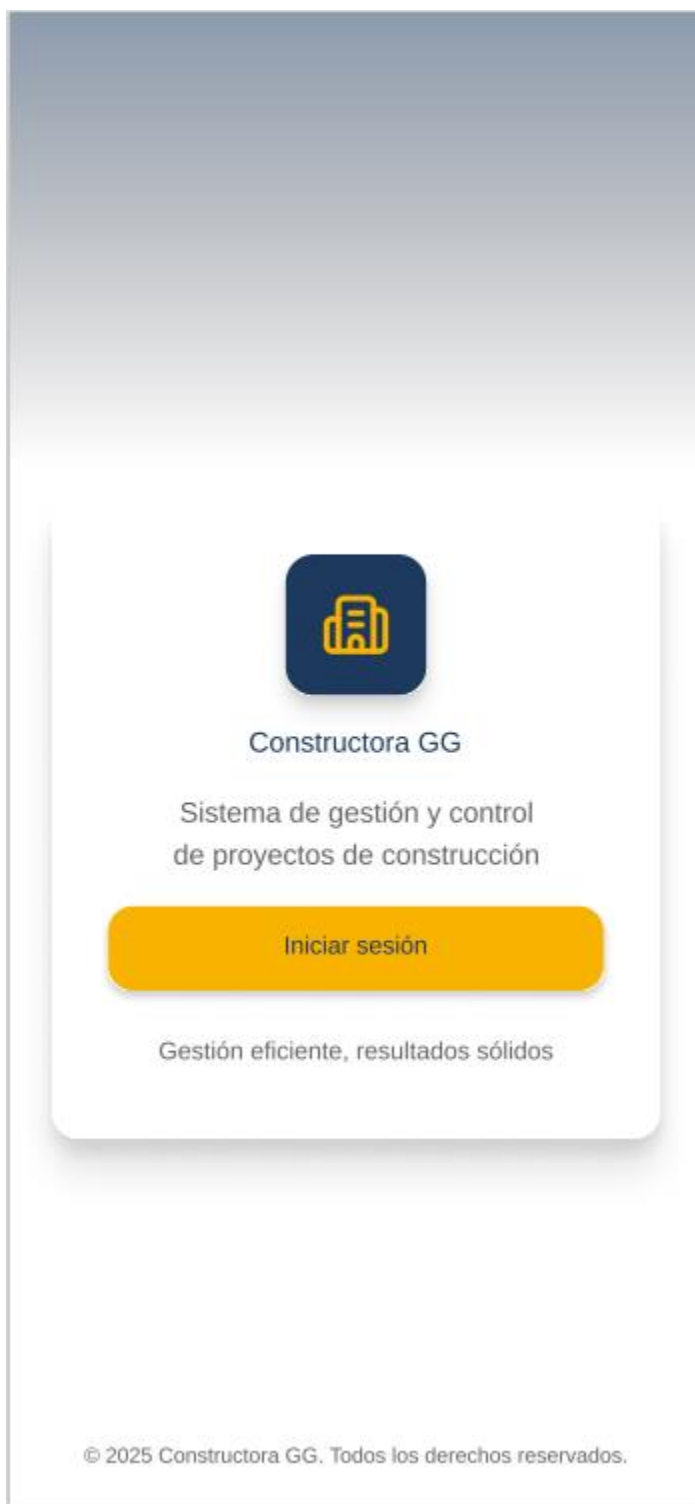 Constructora GG
Sistema de gestión y control
de proyectos de construcción
Iniciar sesión
Gestión eficiente, resultados sólidos
© 2025 Constructora GG. Todos los derechos reservados.